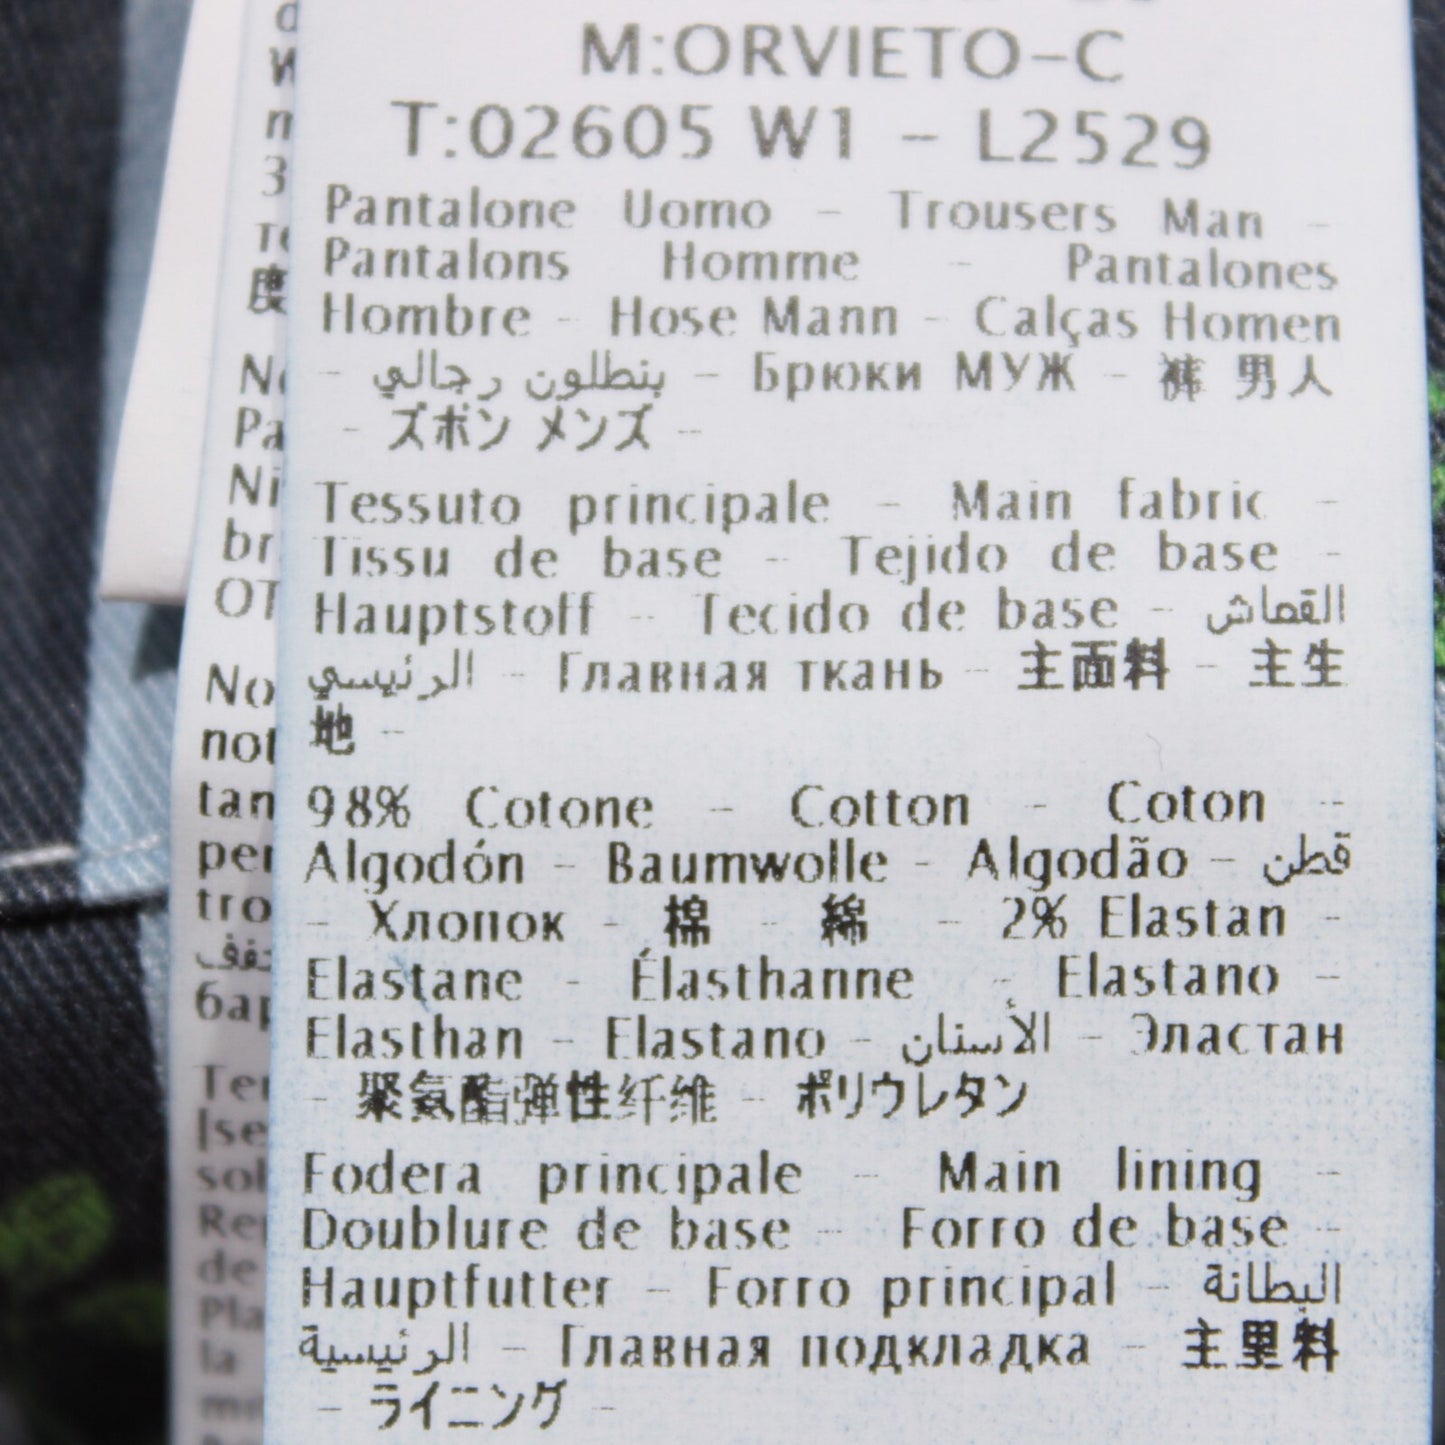 M:ORVIETO-C
T:02605 W1 - L2529
Pantalone Uomo - Trousers Man -
Pantalons Homme - Pantalones
Hombre - Hose Mann - Calças Homen
- بنطلون رجالي - Брюки МУЖ - 裤 男人
- ズボン メンズ -
Tessuto principale - Main fabric -
Tissu de base - Tejido de base -
Hauptstoff - Tecido de base - القماش
الرئيسي - Главная ткань - 主面料 - 主生
地 -
98% Cotone - Cotton - Coton -
Algodón - Baumwolle - Algodão - قطن
- Хлопок - 棉 - 綿 - 2% Elastan -
Elastane - Élasthanne - Elastano -
Elasthan - Elastano - الأستان - Эластан
- 聚氨酯弹性纤维 - ポリウレタン
Fodera principale - Main lining -
Doublure de base - Forro de base -
Hauptfutter - Forro principal - البطانة
الرئيسية - Главная подкладка - 主里料
- ライニング -